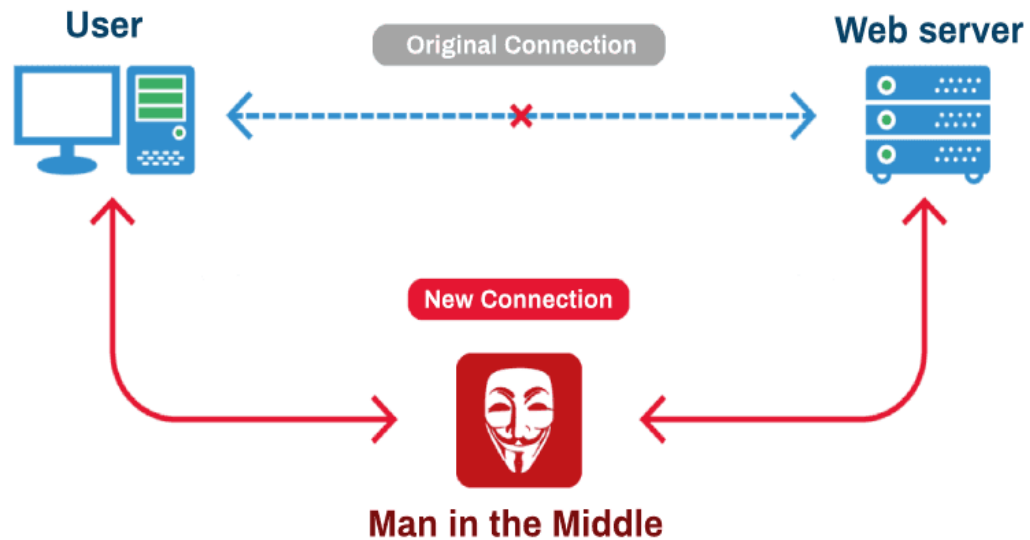 User
Original Connection
Web server
New Connection
Man in the Middle